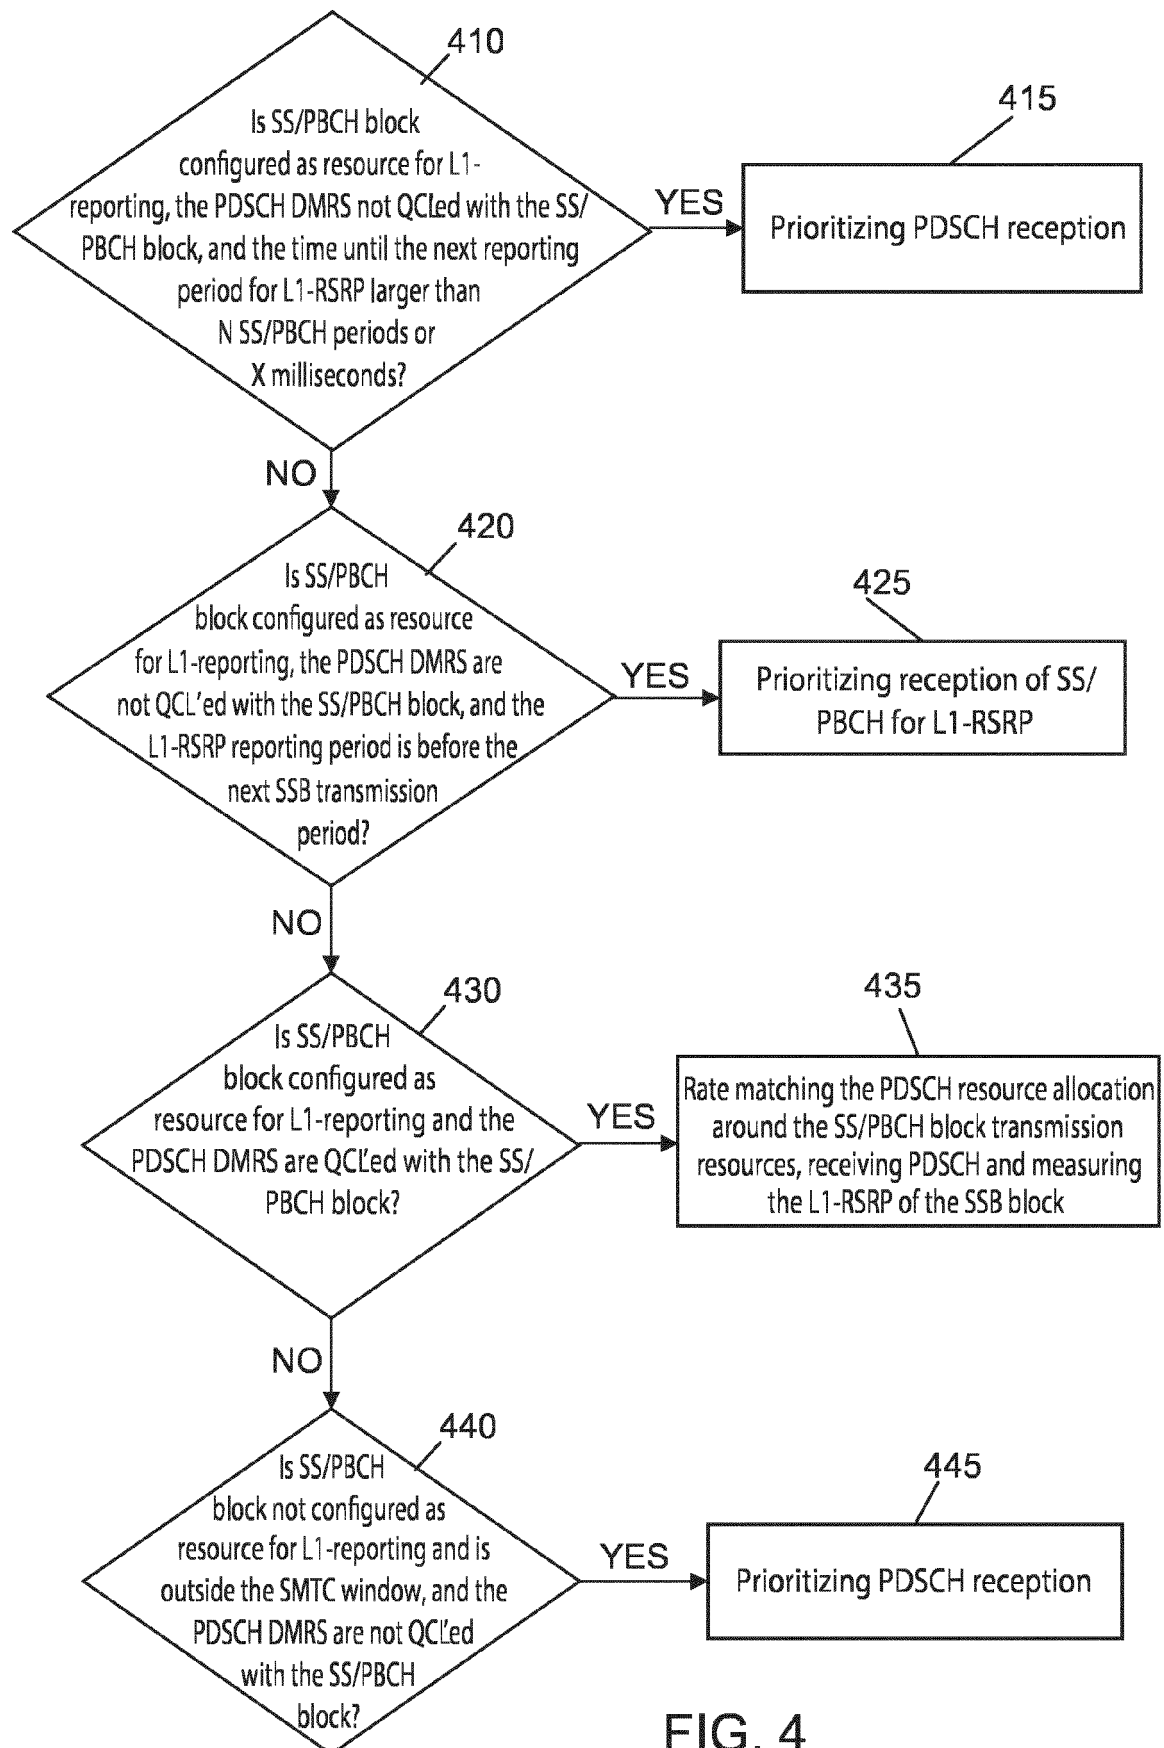 410
Is SS/PBCH block
configured as resource for L1-
reporting, the PDSCH DMRS not QCL'ed with the SS/
PBCH block, and the time until the next reporting
period for L1-RSRP larger than
N SS/PBCH periods or
X milliseconds?
YES
415
Prioritizing PDSCH reception
NO
420
Is SS/PBCH
block configured as resource
for L1-reporting, the PDSCH DMRS are
not QCL'ed with the SS/PBCH block, and the
L1-RSRP reporting period is before the
next SSB transmission
period?
YES
425
Prioritizing reception of SS/
PBCH for L1-RSRP
NO
430
Is SS/PBCH
block configured as
resource for L1-reporting and the
PDSCH DMRS are QCL'ed with the SS/
PBCH block?
YES
435
Rate matching the PDSCH resource allocation
around the SS/PBCH block transmission
resources, receiving PDSCH and measuring
the L1-RSRP of the SSB block
NO
440
Is SS/PBCH
block not configured as
resource for L1-reporting and is
outside the SMTC window, and the
PDSCH DMRS are not QCL'ed
with the SS/PBCH
block?
YES
445
Prioritizing PDSCH reception
FIG. 4